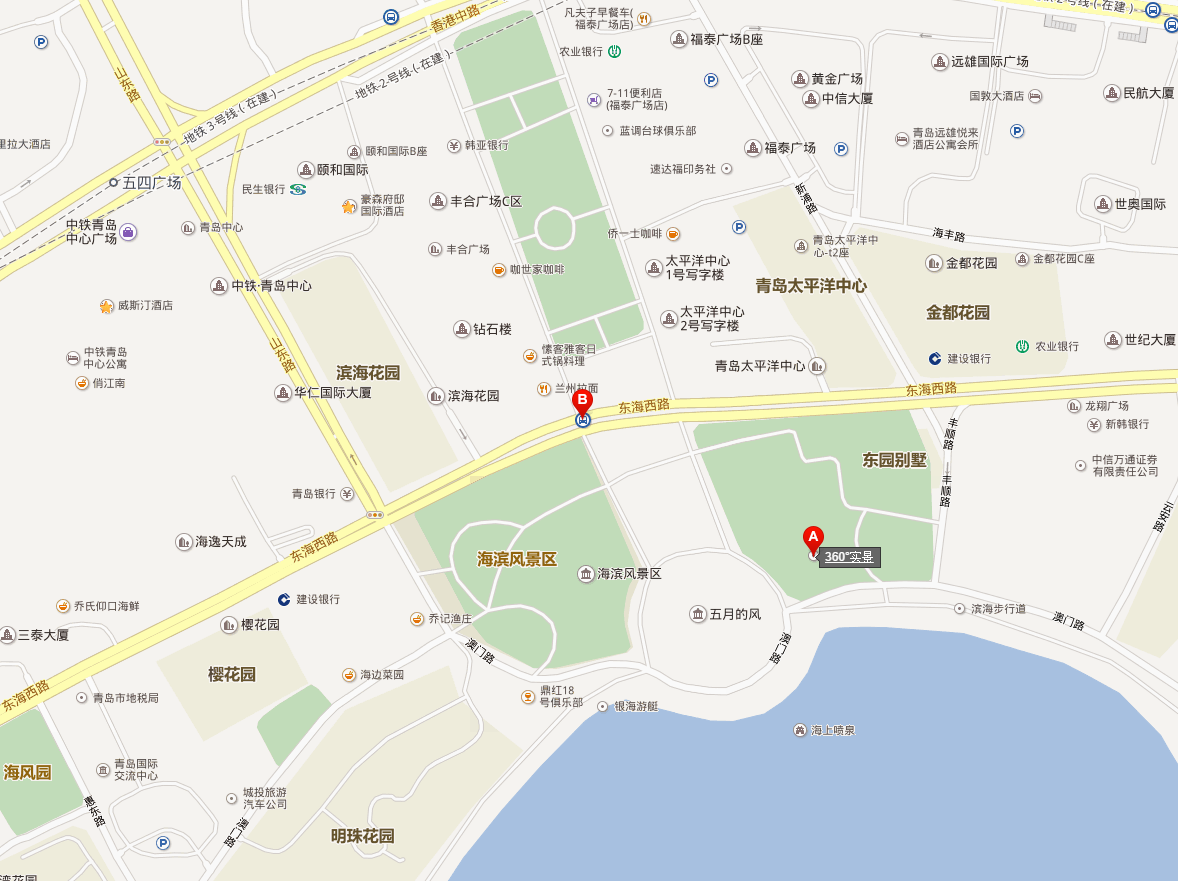 香港中路
凡夫子早餐车(
福泰广场店)
农业银行
福泰广场B座
远雄国际广场
黄金广场
中信大厦
国敦大酒店
民航大厦
7-11便利店
(福泰广场店)
蓝调台球俱乐部
青岛远雄悦来
酒店公寓会所
山东路
地铁2号线(在建)
地铁3号线(在建)
韩亚银行
颐和国际B座
颐和国际
福泰广场
速达福印务社
五四广场
民生银行
豪森府邸
国际酒店
丰合广场C区
新浦路
世奥国际
中铁青岛
中心广场
青岛中心
丰合广场
侨一士咖啡
海丰路
青岛太平洋中
心-t2座
咖世家咖啡
太平洋中心
1号写字楼
金都花园
金都花园C座
中铁·青岛中心
青岛太平洋中心
威斯汀酒店
钻石楼
太平洋中心
2号写字楼
金都花园
世纪大厦
中铁青岛
中心公寓
俏江南
山东路
滨海花园
愫客雅客日
式锅料理
农业银行
建设银行
青岛太平洋中心
华仁国际大厦
滨海花园
兰州拉面
B
东海西路
东海西路
龙翔广场
新韩银行
丰顺路
东园别墅
中信万通证券
有限责任公司
青岛银行
丰顺路
云安路
海逸天成
东海西路
海滨风景区
海滨风景区
A
360°实景
建设银行
乔氏仰口海鲜
樱花园
乔记渔庄
五月的风
滨海步行道
澳门路
三泰大厦
澳门路
澳门路
樱花园
海边菜园
东海西路
青岛市地税局
鼎红18
号俱乐部
银海游艇
海上喷泉
海风园
青岛国际
交流中心
城投旅游
汽车公司
惠东路
澳门路
明珠花园